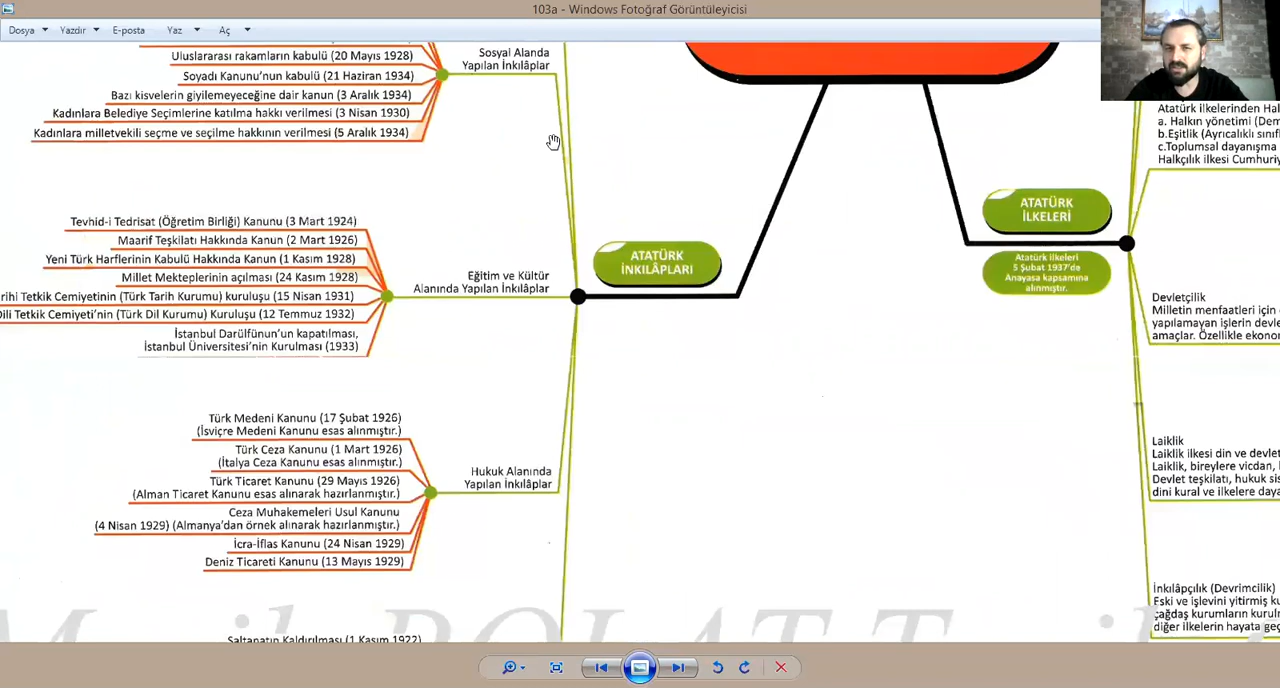 103a - Windows Fotoğraf Görüntüleyicisi
Dosya Yazdır E-posta Yaz Aç
Uluslararası rakamların kabulü (20 Mayıs 1928)
Soyadı Kanunu'nun kabulü (21 Haziran 1934)
Bazı kisvelerin giyilemeyeceğine dair kanun (3 Aralık 1934)
Kadınlara Belediye Seçimlerine katılma hakkı verilmesi (3 Nisan 1930)
Kadınlara milletvekili seçme ve seçilme hakkının verilmesi (5 Aralık 1934)
Sosyal Alanda
Yapılan İnkılâplar
Tevhid-i Tedrisat (Öğretim Birliği) Kanunu (3 Mart 1924)
Maarif Teşkilatı Hakkında Kanun (2 Mart 1926)
Yeni Türk Harflerinin Kabulü Hakkında Kanun (1 Kasım 1928)
Millet Mekteplerinin açılması (24 Kasım 1928)
rihi Tetkik Cemiyetinin (Türk Tarih Kurumu) kuruluşu (15 Nisan 1931)
Dili Tetkik Cemiyeti'nin (Türk Dil Kurumu) Kuruluşu (12 Temmuz 1932)
İstanbul Darülfünun'un kapatılması,
İstanbul Üniversitesi'nin Kurulması (1933)
Eğitim ve Kültür
Alanında Yapılan İnkılâplar
ATATÜRK
İNKILÂPLARI
Türk Medeni Kanunu (17 Şubat 1926)
(İsviçre Medeni Kanunu esas alınmıştır.)
Türk Ceza Kanunu (1 Mart 1926)
(İtalya Ceza Kanunu esas alınmıştır.)
Türk Ticaret Kanunu (29 Mayıs 1926)
(Alman Ticaret Kanunu esas alınarak hazırlanmıştır.)
Ceza Muhakemeleri Usul Kanunu
(4 Nisan 1929) (Almanya'dan örnek alınarak hazırlanmıştır.)
İcra-İflas Kanunu (24 Nisan 1929)
Deniz Ticareti Kanunu (13 Mayıs 1929)
Hukuk Alanında
Yapılan İnkılâplar
Saltanatın Kaldırılması (1 Kasım 1922)
ATATÜRK
İLKELERİ
Atatürk ilkeleri
5 Şubat 1937'de
Anayasa kapsamına
alınmıştır.
Atatürk ilkelerinden Hal
a. Halkın yönetimi (Dem
b.Eşitlik (Ayrıcalıklı sınıf
c.Toplumsal dayanışma
Halkçılık ilkesi Cumhuriy
Devletçilik
Milletin menfaatleri için
yapılamayan işlerin devle
amaçlar. Özellikle ekono
Laiklik
Laiklik ilkesi din ve devlet
Laiklik, bireylere vicdan,
Devlet teşkilatı, hukuk sis
dini kural ve ilkelere daya
İnkılâpçılık (Devrimcilik)
Eski ve işlevini yitirmiş ku
çağdaş kurumların kurulm
diğer ilkelerin hayata geç